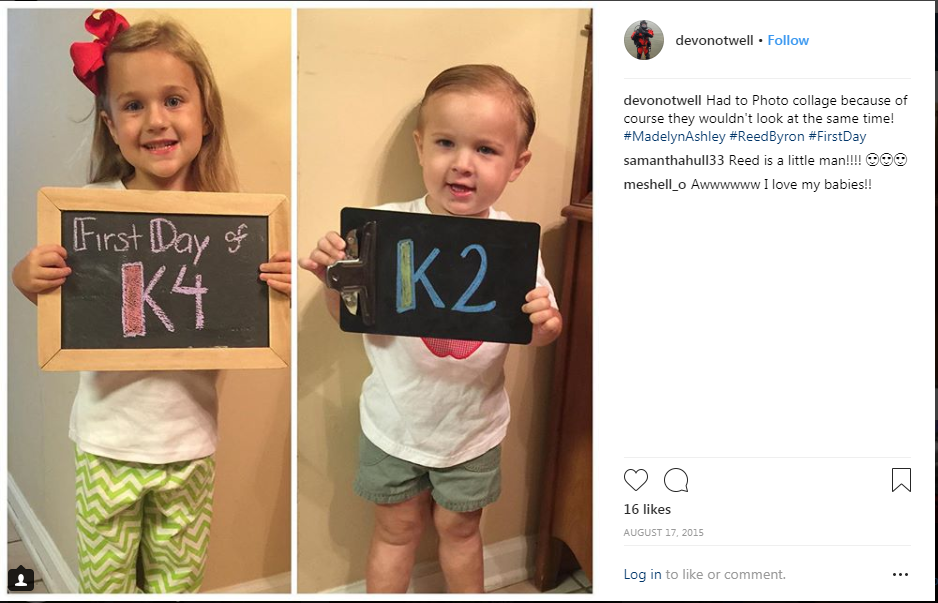 First Day of
K4
K2
devonotwell • Follow
devonotwell Had to Photo collage because of
course they wouldn't look at the same time!
#MadelynAshley #ReedByron #FirstDay
samanthahull33 Reed is a little man!!!! 🙂🙂🙂
meshell_o Awwwwww I love my babies!!
16 likes
AUGUST 17, 2015
Log in to like or comment.